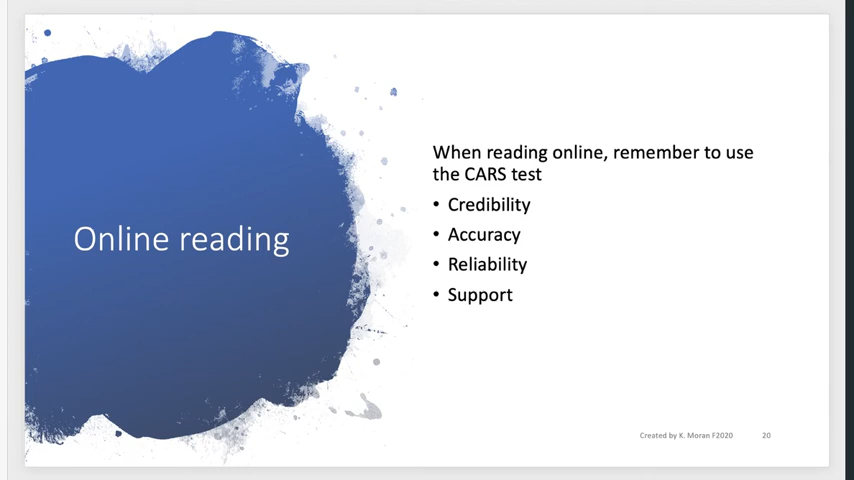 Online reading
When reading online, remember to use
the CARS test
• Credibility
• Accuracy
• Reliability
• Support
Created by K. Moran F2020
20